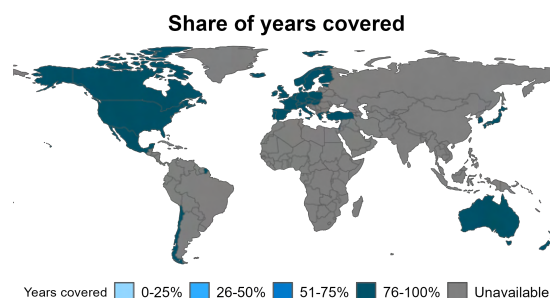 Share of years covered
Years covered 0-25% 26-50% 51-75% 76-100% Unavailable